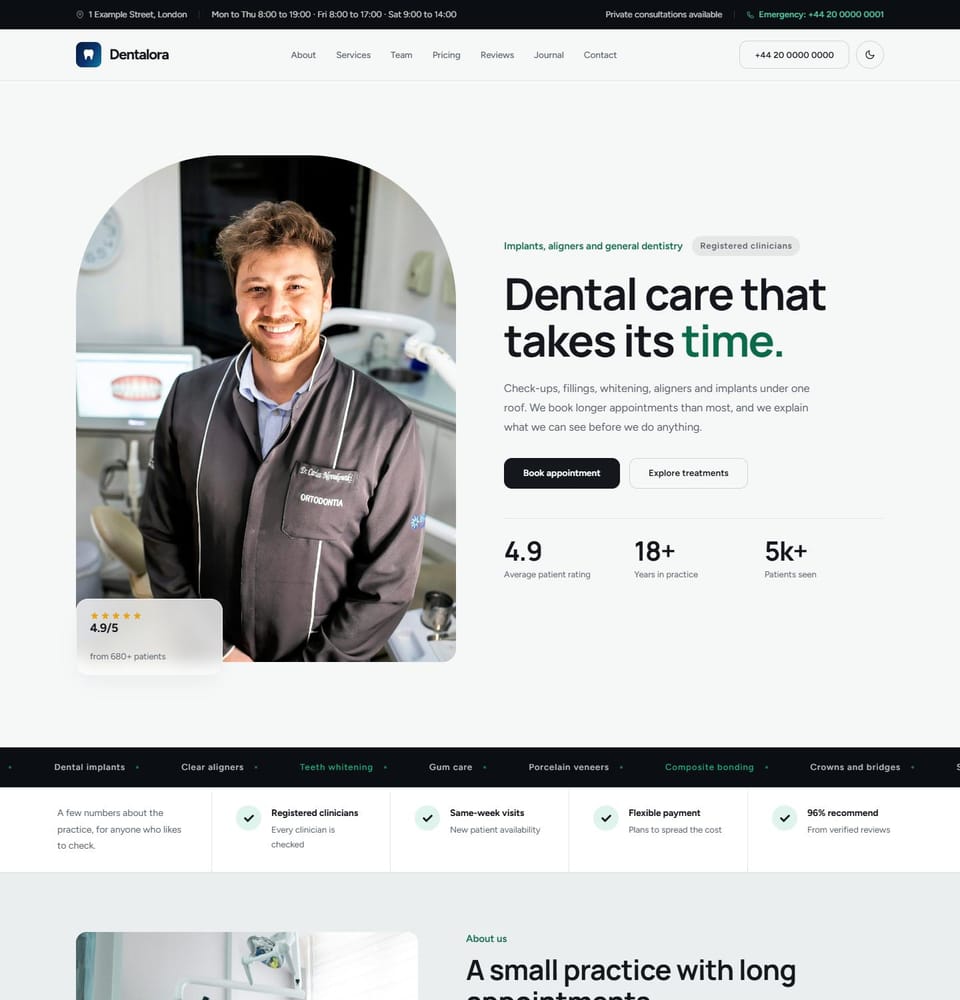 1 Example Street, London
Mon to Thu 8:00 to 19:00 · Fri 8:00 to 17:00 · Sat 9:00 to 14:00
Private consultations available
Emergency: +44 20 0000 0001
Dentalora
About
Services
Team
Pricing
Reviews
Journal
Contact
+44 20 0000 0000
ORTODONTIA
4.9/5
from 680+ patients
Implants, aligners and general dentistry
Registered clinicians
Dental care that
takes its time.
Check-ups, fillings, whitening, aligners and implants under one
roof. We book longer appointments than most, and we explain
what we can see before we do anything.
Book appointment
Explore treatments
4.9
Average patient rating
18+
Years in practice
5k+
Patients seen
Dental implants
Clear aligners
Teeth whitening
Gum care
Porcelain veneers
Composite bonding
Crowns and bridges
A few numbers about the
practice, for anyone who likes
to check.
Registered clinicians
Every clinician is
checked
Same-week visits
New patient availability
Flexible payment
Plans to spread the cost
96% recommend
From verified reviews
About us
A small practice with long
appointments